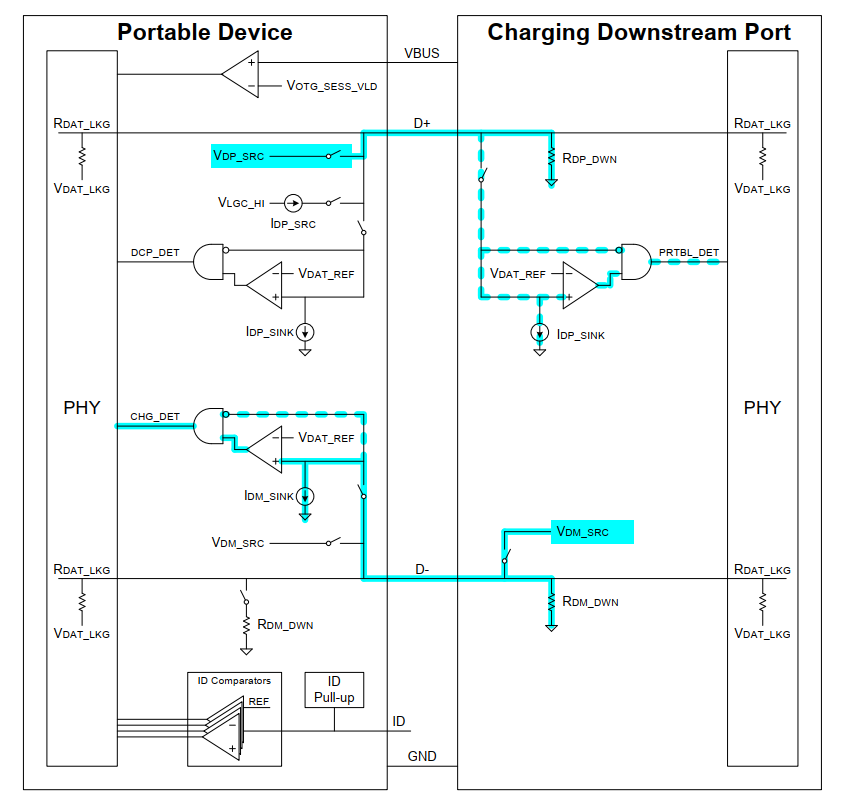 Portable Device
Charging Downstream Port
VBUS
VOTG_SESS_VLD
RDAT_LKG
D+
RDAT_LKG
VDP_SRC
RDP_DWN
VDAT_LKG
VDAT_LKG
VLGC_HI
IDP_SRC
DCP_DET
PRTBL_DET
VDAT_REF
VDAT_REF
IDP_SINK
IDP_SINK
PHY
PHY
CHG_DET
VDAT_REF
IDM_SINK
VDM_SRC
VDM_SRC
RDAT_LKG
D-
RDAT_LKG
RDM_DWN
RDM_DWN
VDAT_LKG
VDAT_LKG
ID Comparators
ID
Pull-up
REF
ID
GND